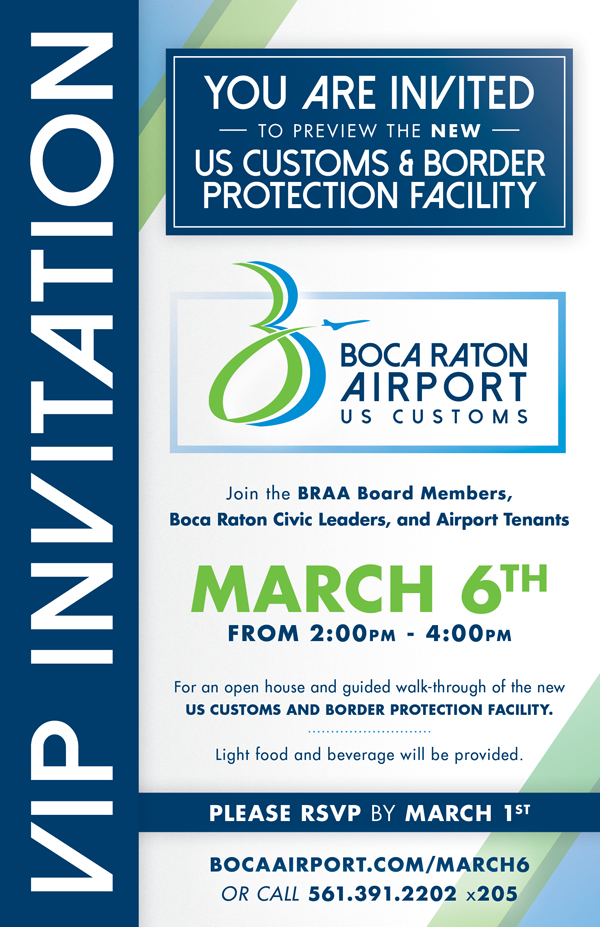 VIP INVITATION
YOU ARE INVITED
TO PREVIEW THE NEW
US CUSTOMS & BORDER
PROTECTION FACILITY
BOCA RATON
AIRPORT
US CUSTOMS
Join the BRAA Board Members,
Boca Raton Civic Leaders, and Airport Tenants
MARCH 6TH
FROM 2:00PM - 4:00PM
For an open house and guided walk-through of the new
US CUSTOMS AND BORDER PROTECTION FACILITY.
Light food and beverage will be provided.
PLEASE RSVP BY MARCH 1ST
BOCAAIRPORT.COM/MARCH6
OR CALL 561.391.2202 x205